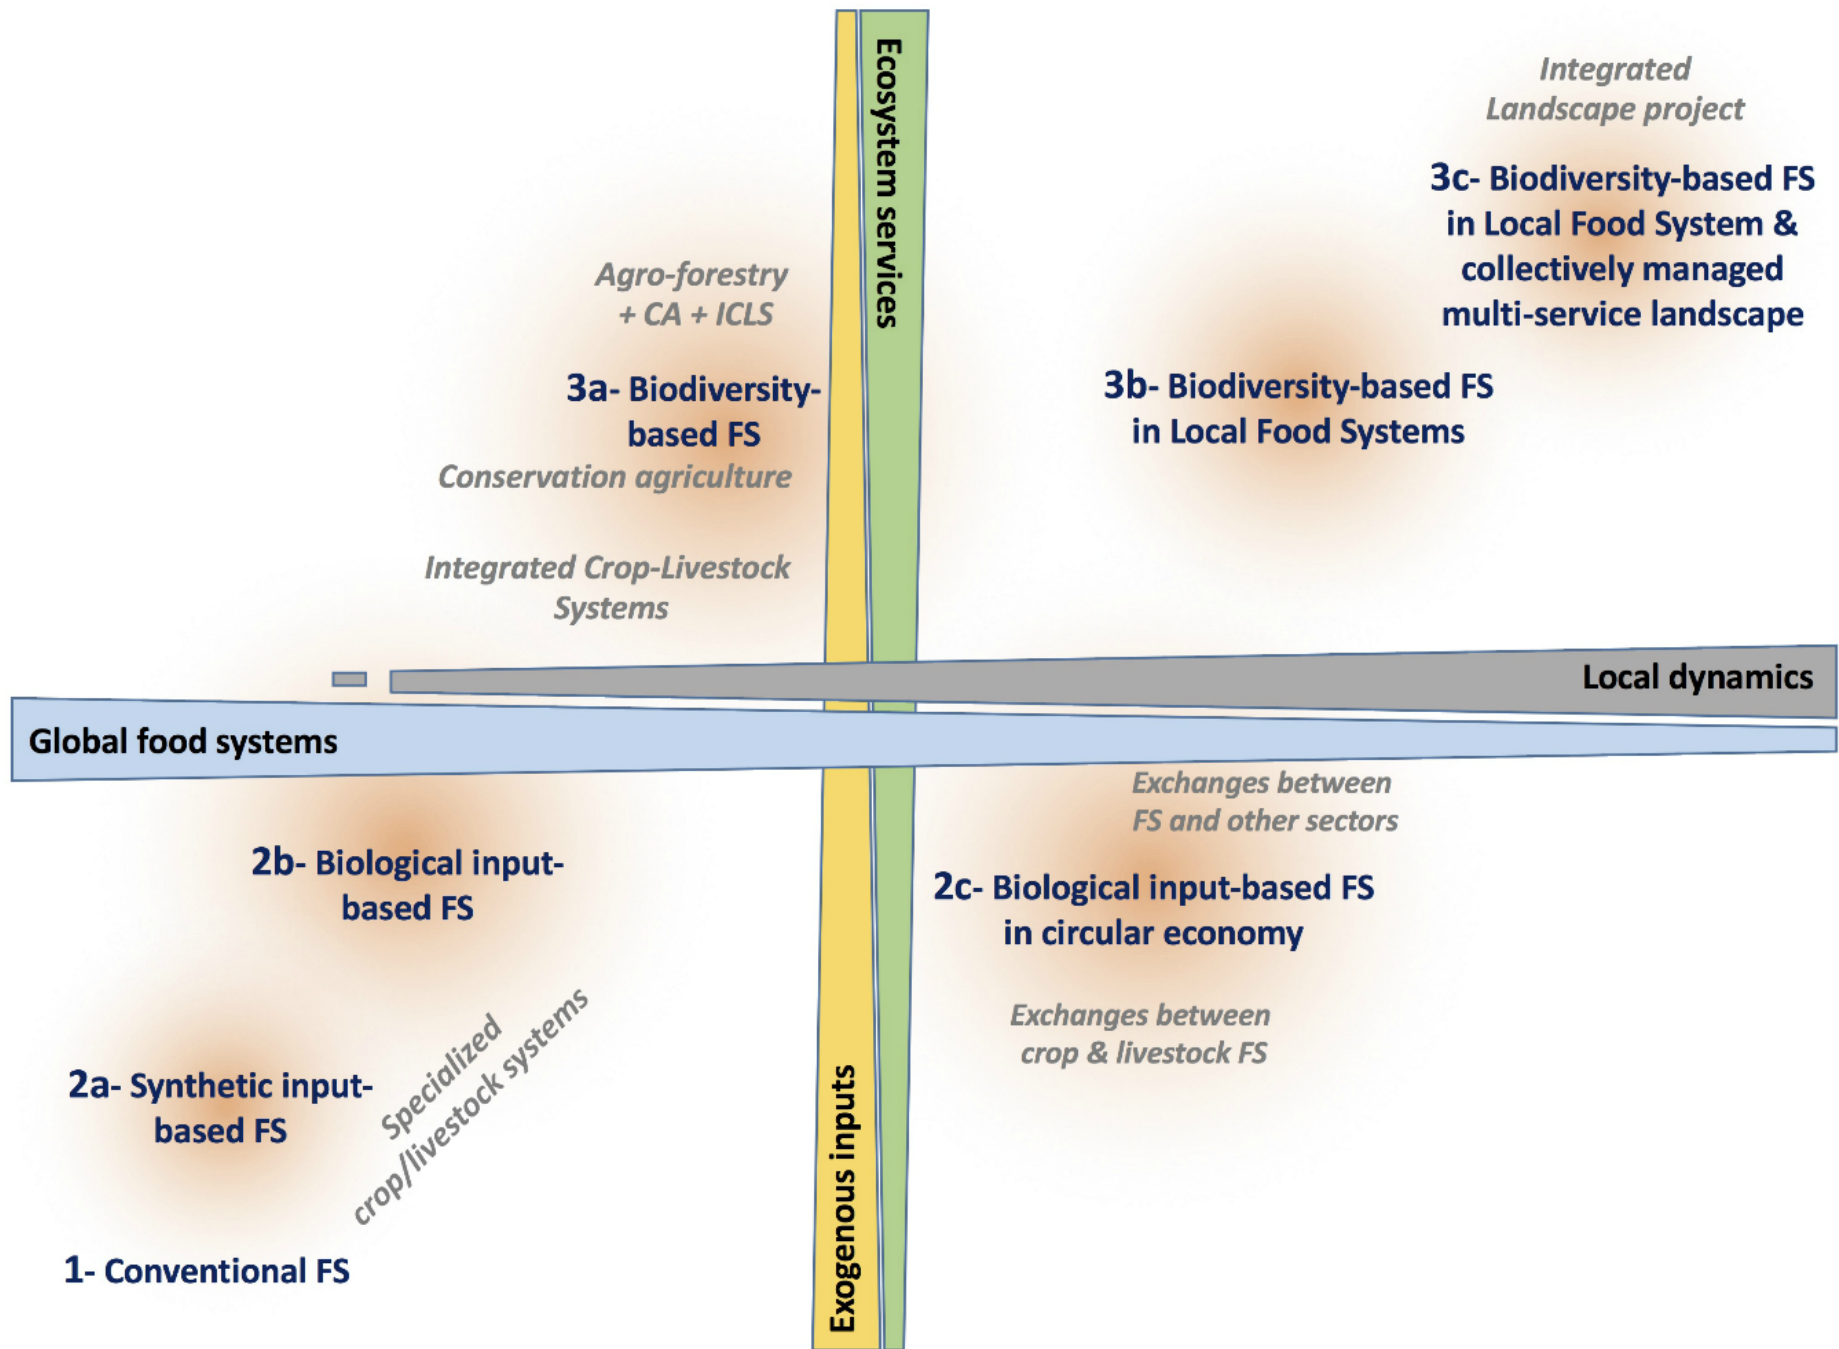 Ecosystem services
Integrated
Landscape project
3c- Biodiversity-based FS
in Local Food System &
collectively managed
multi-service landscape
Agro-forestry
+ CA + ICLS
3a- Biodiversity-
based FS
Conservation agriculture
Integrated Crop-Livestock
Systems
3b- Biodiversity-based FS
in Local Food Systems
Local dynamics
Global food systems
Exchanges between
FS and other sectors
2b- Biological input-
based FS
2c- Biological input-based FS
in circular economy
Exchanges between
crop & livestock FS
2a- Synthetic input-
based FS
Specialized
crop/livestock systems
Exogenous inputs
1- Conventional FS